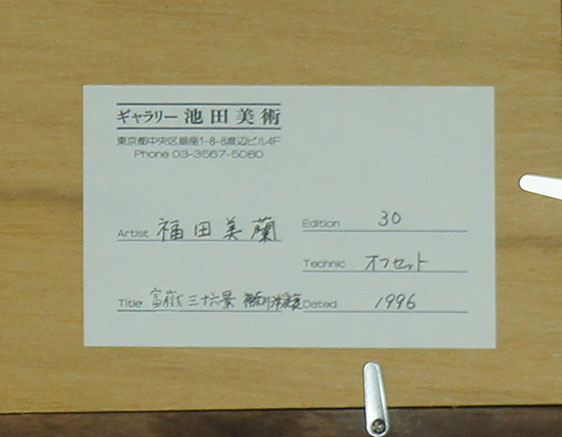 ギャラリー 池田美術
東京都中央区銀座1-8-8渡辺ビル4F
Phone 03-3567-5080
Artist 福田美蘭
Edition 30
Technic オフセット
Title 富嶽三十六景
Dated 1996